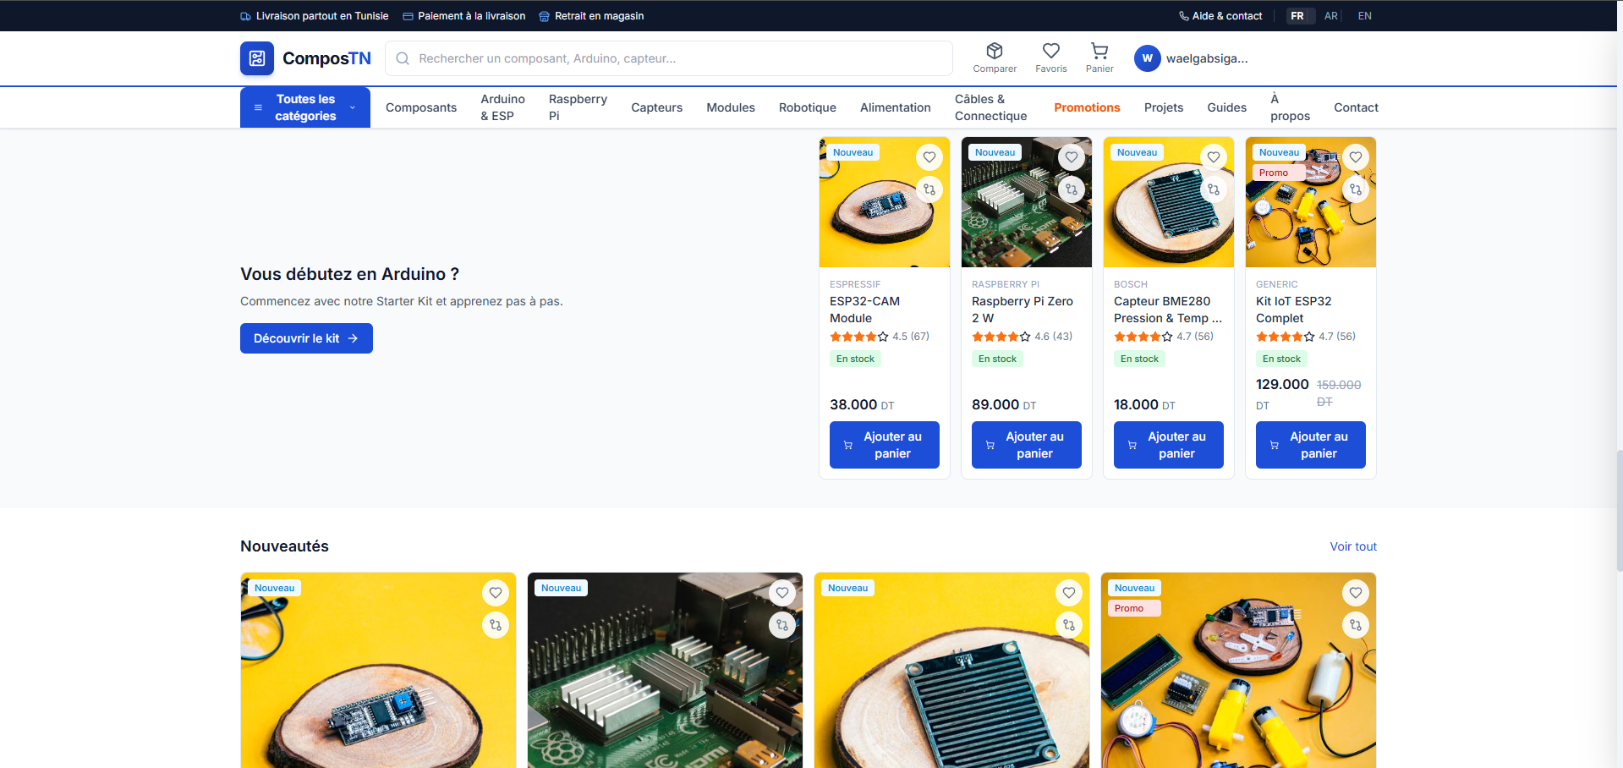 Livraison partout en Tunisie Paiement à la livraison Retrait en magasin Aide & contact FR AR EN
ComposTN Rechercher un composant, Arduino, capteur... Comparer Favoris Panier W waelgabsiga...
Toutes les catégories Composants Arduino & ESP Raspberry Pi Capteurs Modules Robotique Alimentation Câbles & Connectique Promotions Projets Guides À propos Contact
Vous débutez en Arduino ?
Commencez avec notre Starter Kit et apprenez pas à pas.
Découvrir le kit
Nouveau
ESPRESSIF
ESP32-CAM
Module
4.5 (67)
En stock
38.000 DT
Ajouter au
panier
Nouveau
RASPBERRY PI
Raspberry Pi Zero
2 W
4.6 (43)
En stock
89.000 DT
Ajouter au
panier
Nouveau
BOSCH
Capteur BME280
Pression & Temp ...
4.7 (56)
En stock
18.000 DT
Ajouter au
panier
Nouveau
Promo
GENERIC
Kit IoT ESP32
Complet
4.7 (56)
En stock
129.000 DT 159.000 DT
Ajouter au
panier
Nouveautés Voir tout
Nouveau
Nouveau
Nouveau
Nouveau
Promo